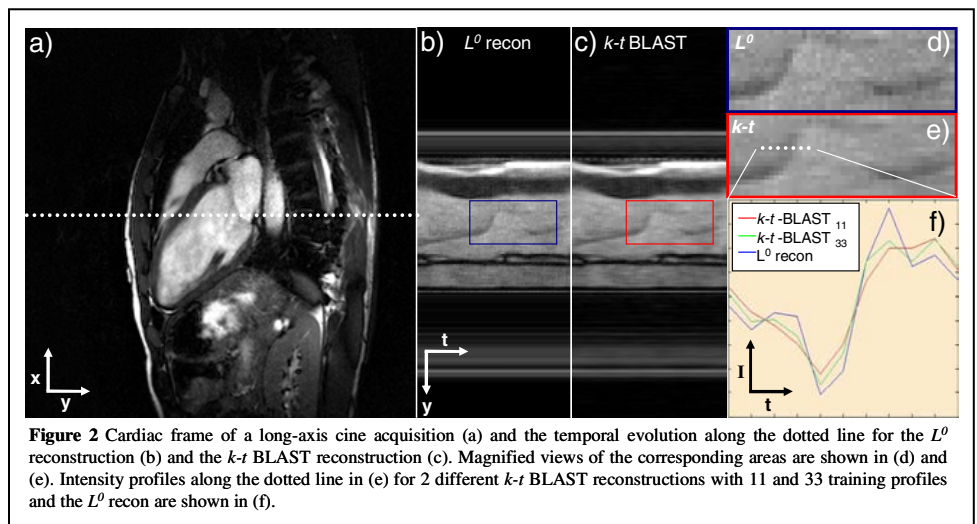 a)
b)
L⁰ recon
c)
k-t BLAST
L⁰
d)
k-t
e)
f)
k-t -BLAST 11
k-t -BLAST 33
L⁰ recon
x
y
t
y
I
t
Figure 2 Cardiac frame of a long-axis cine acquisition (a) and the temporal evolution along the dotted line for the L⁰
reconstruction (b) and the k-t BLAST reconstruction (c). Magnified views of the corresponding areas are shown in (d) and
(e). Intensity profiles along the dotted line in (e) for 2 different k-t BLAST reconstructions with 11 and 33 training profiles
and the L⁰ recon are shown in (f).